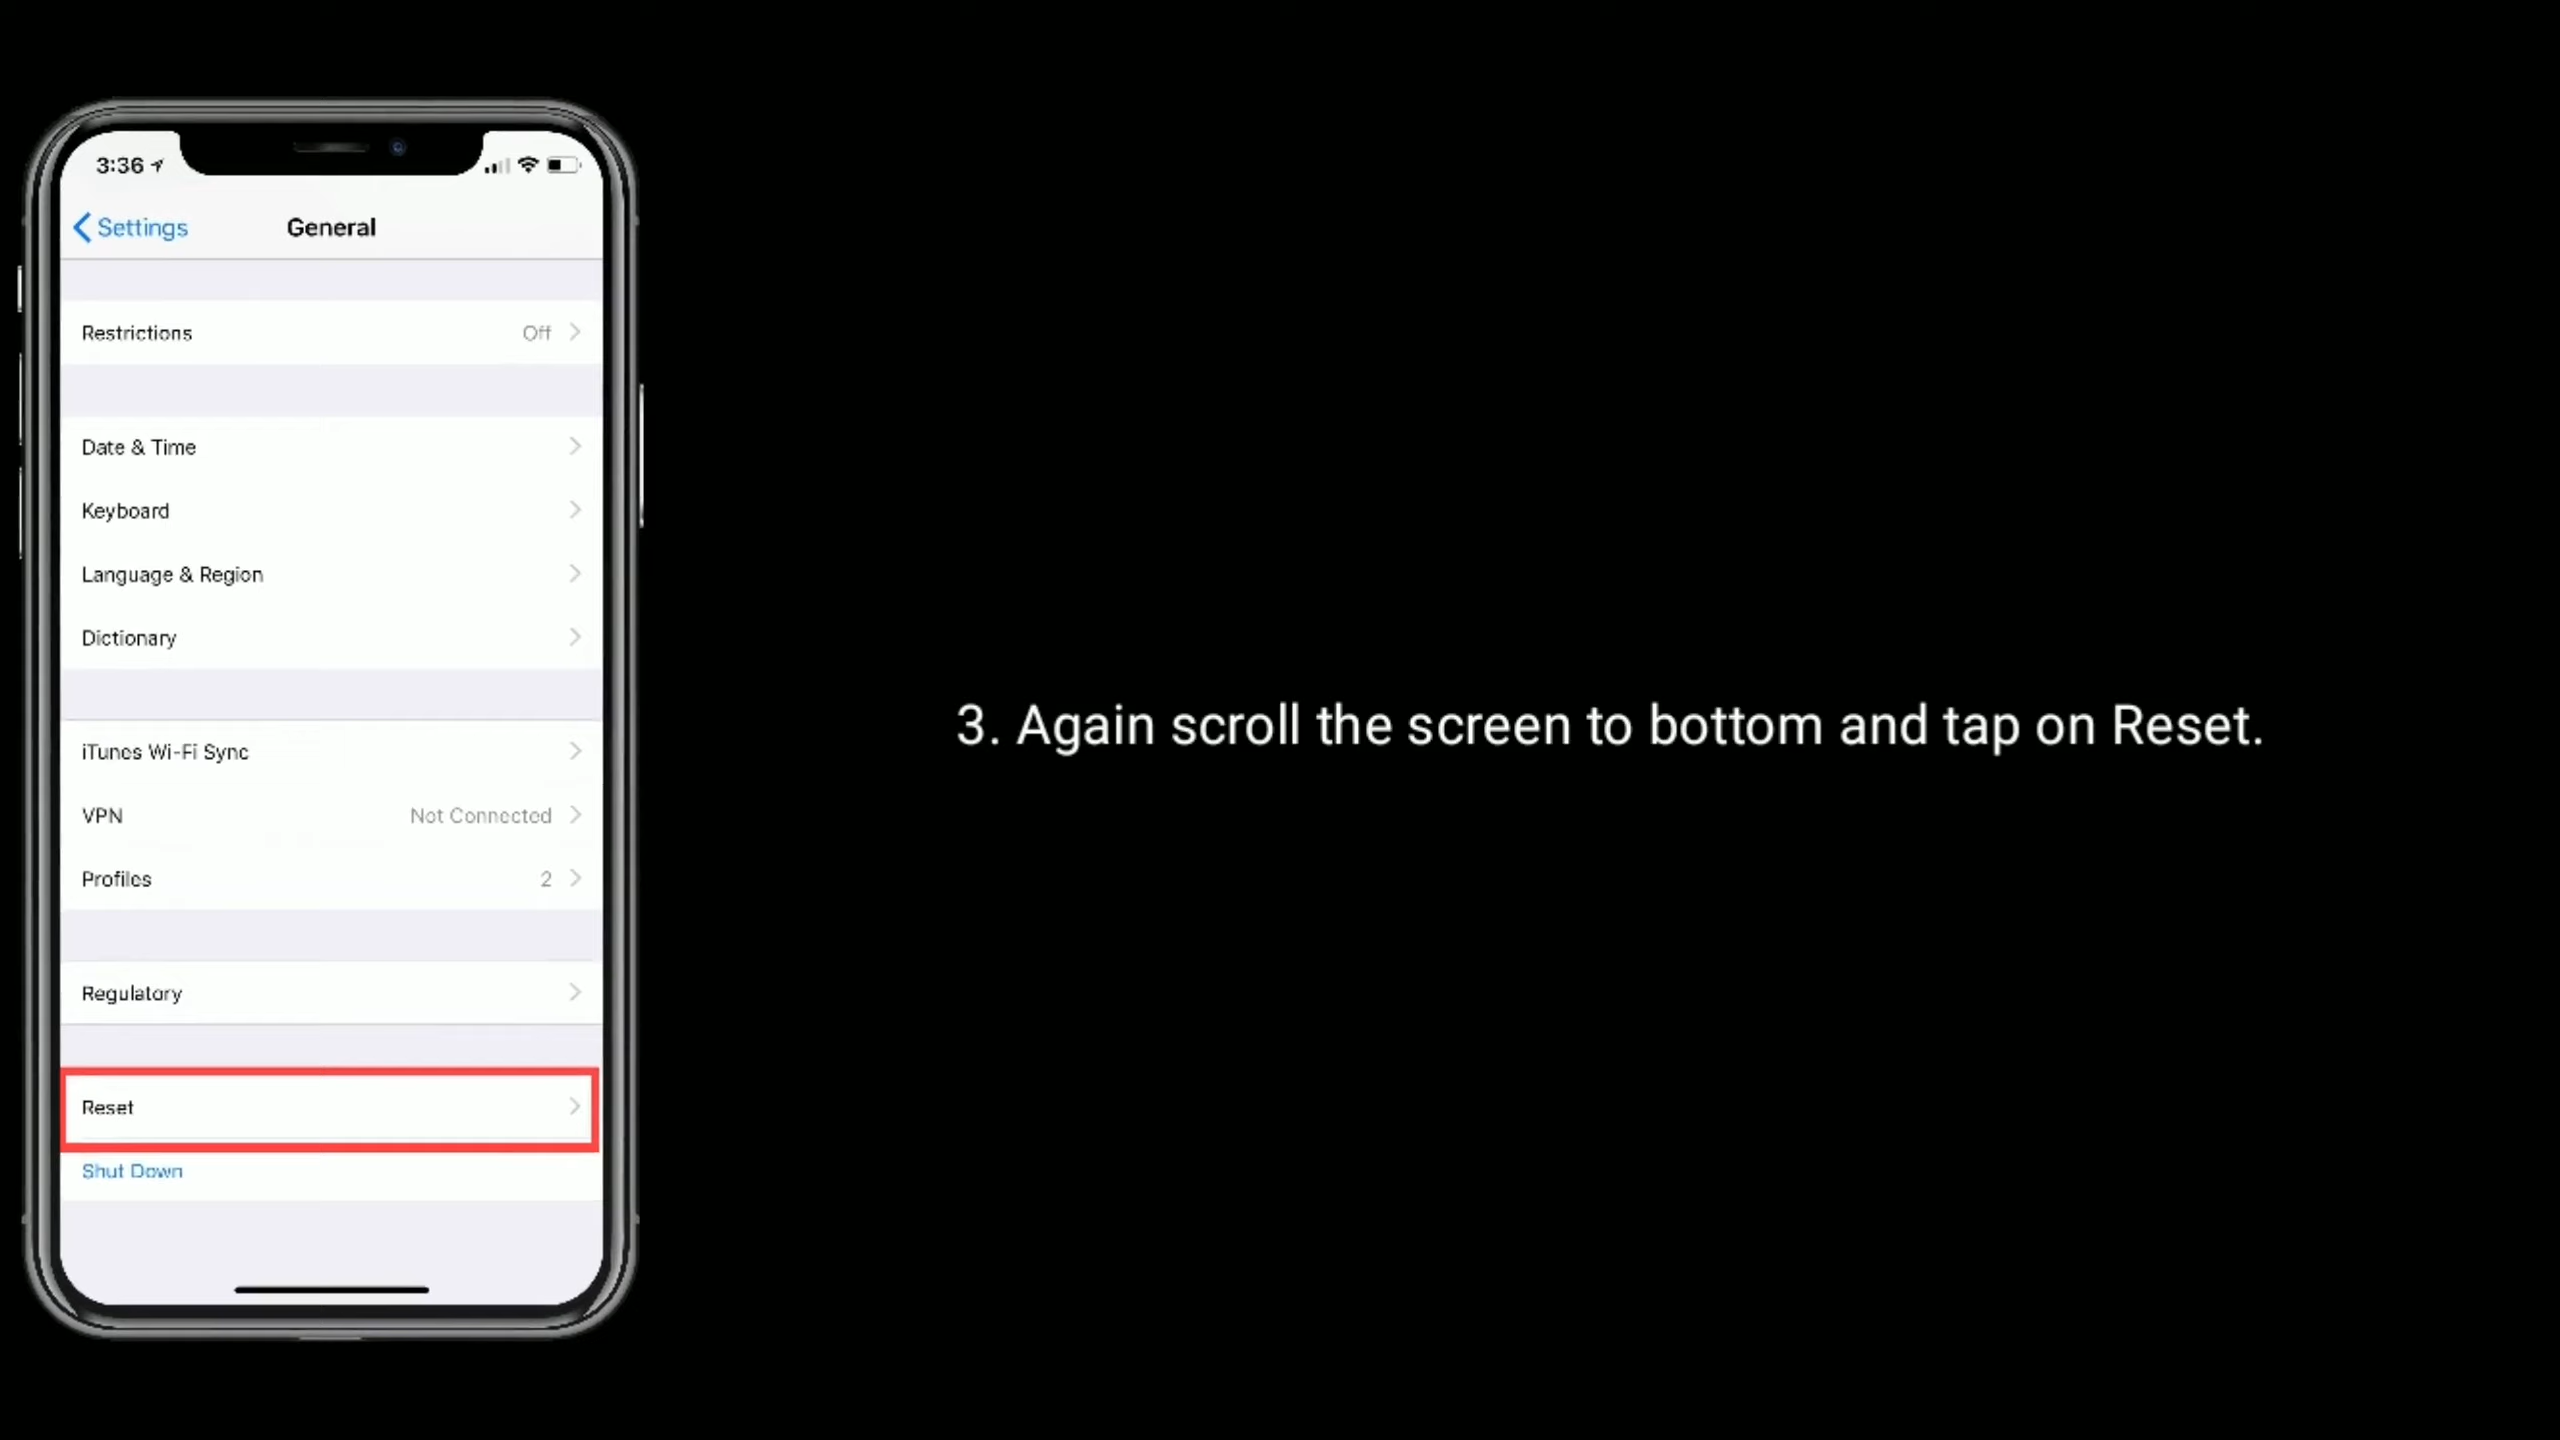 3:36
Settings
General
Restrictions Off
Date & Time
Keyboard
Language & Region
Dictionary
iTunes Wi-Fi Sync
VPN Not Connected
Profiles 2
Regulatory
Reset
Shut Down
3. Again scroll the screen to bottom and tap on Reset.